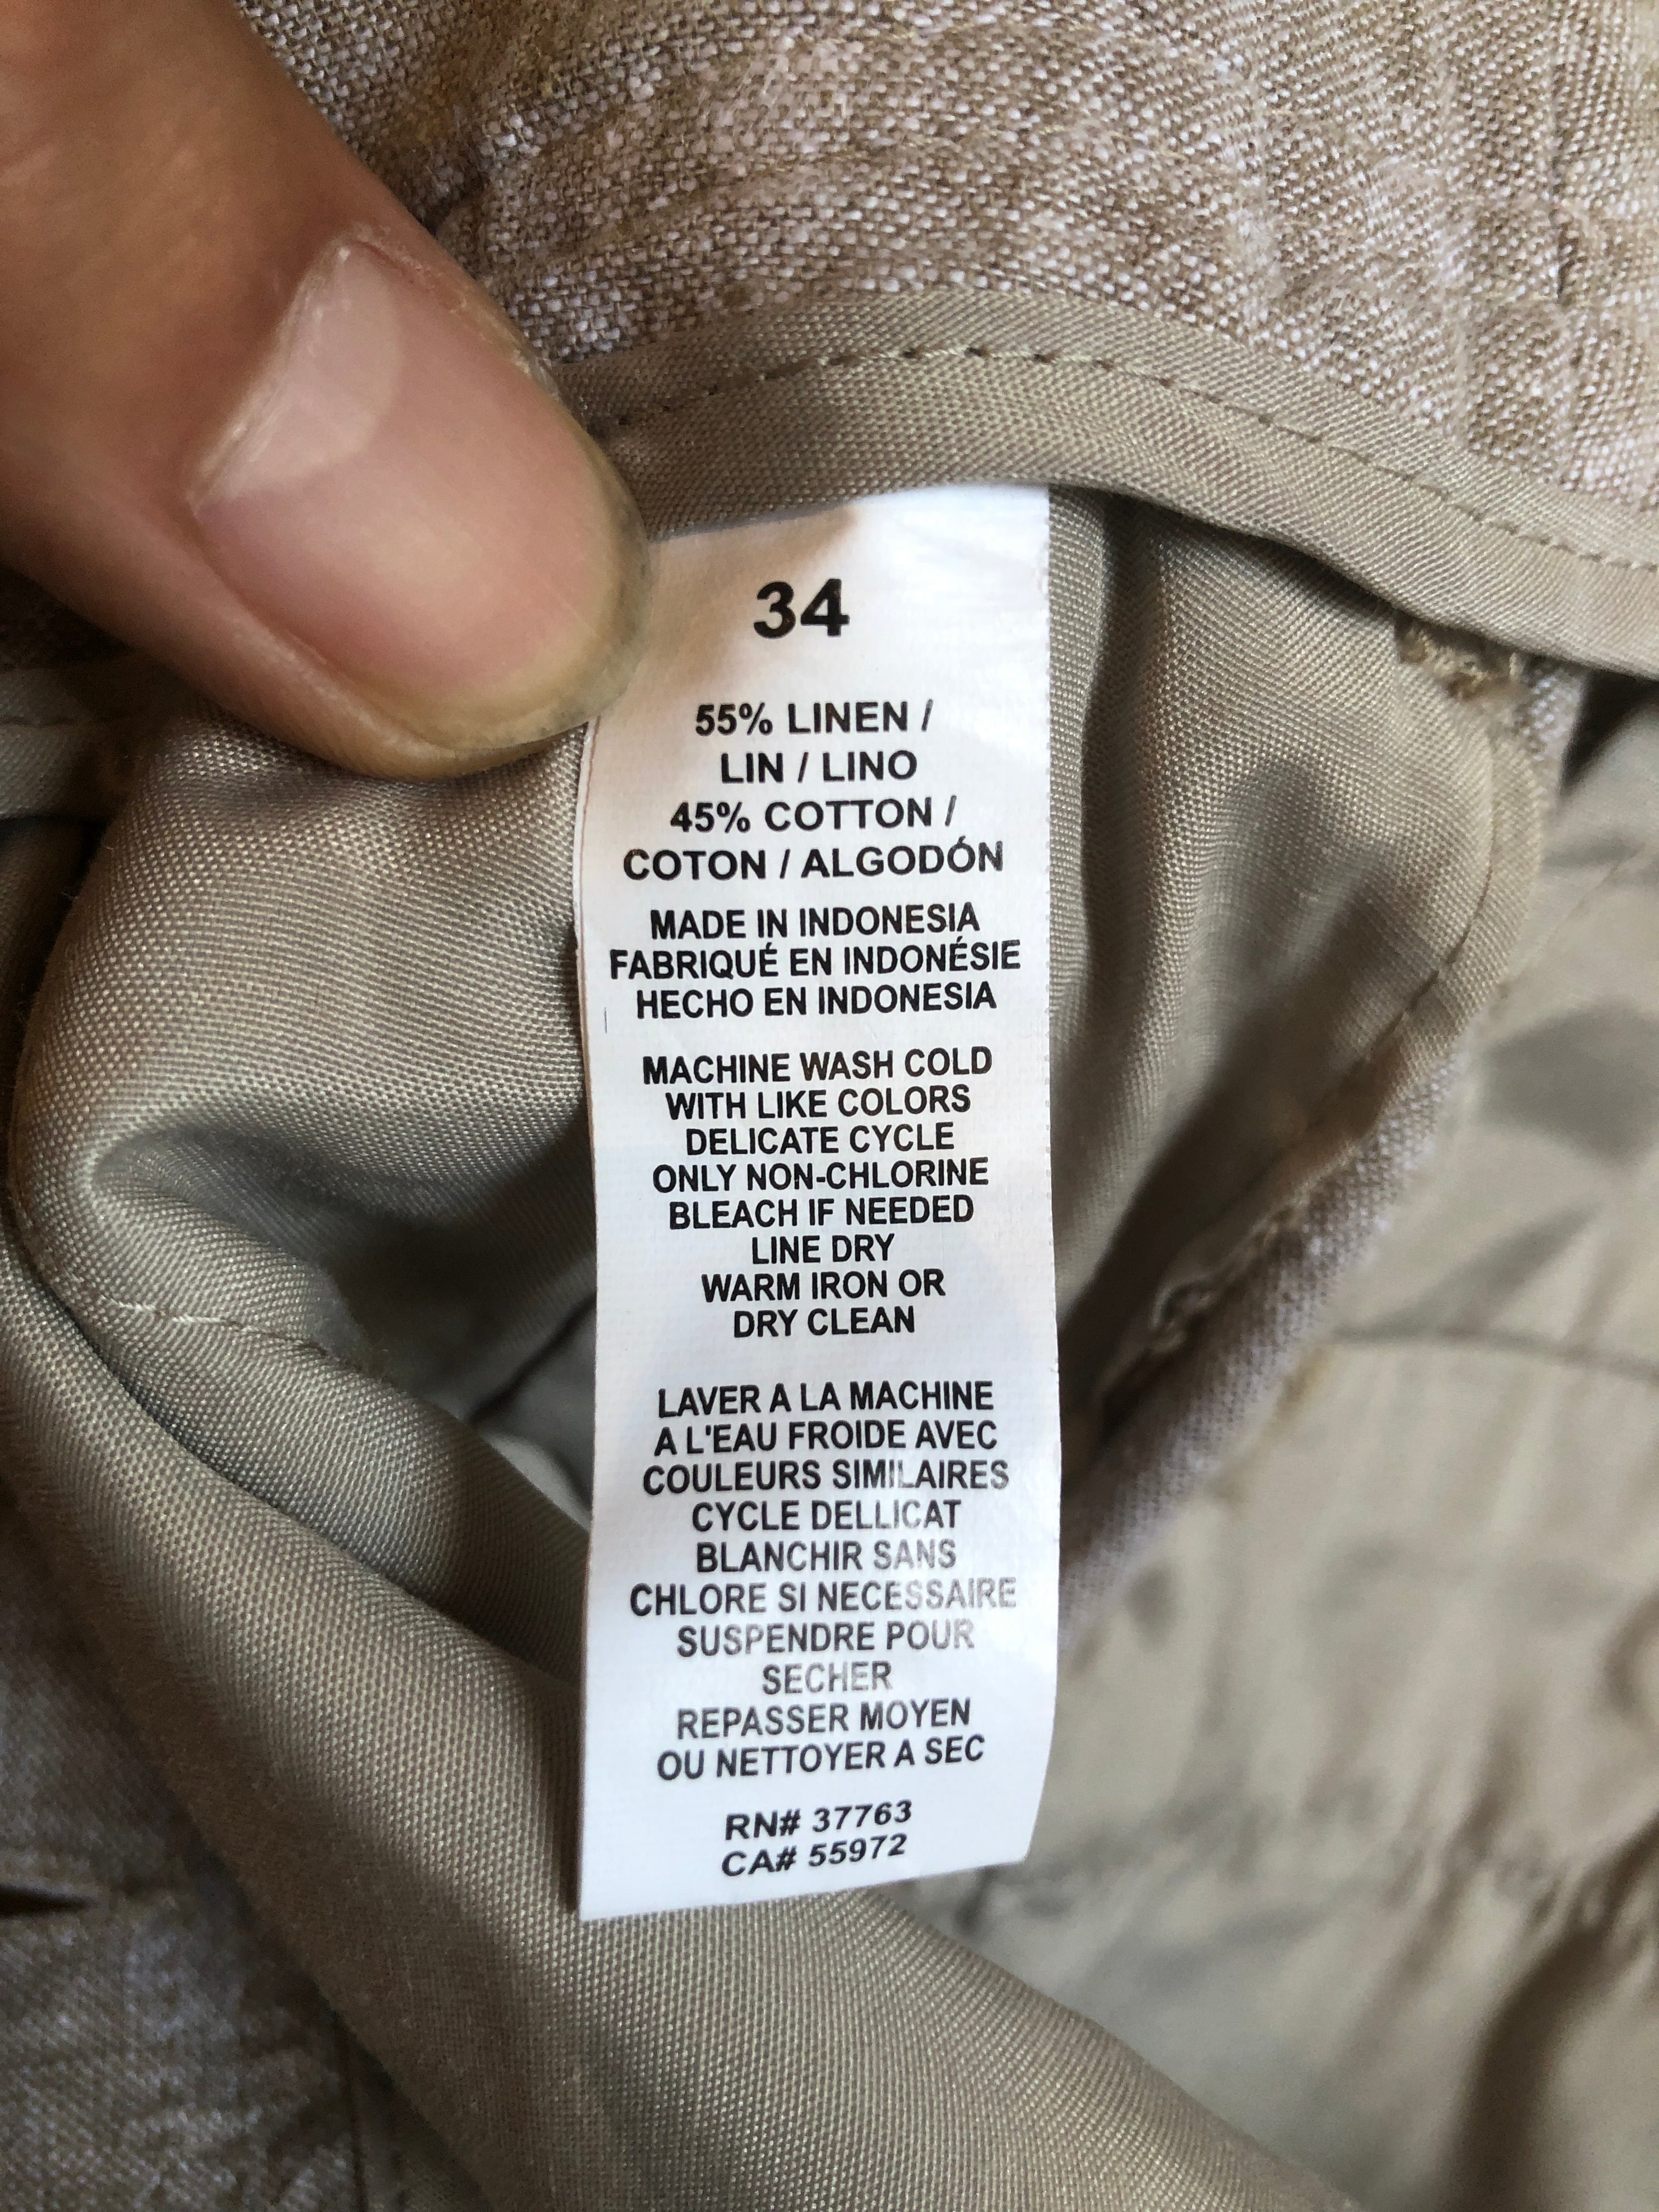 34
55% LINEN /
LIN / LINO
45% COTTON /
COTON / ALGODÓN
MADE IN INDONESIA
FABRIQUÉ EN INDONÉSIE
HECHO EN INDONESIA
MACHINE WASH COLD
WITH LIKE COLORS
DELICATE CYCLE
ONLY NON-CHLORINE
BLEACH IF NEEDED
LINE DRY
WARM IRON OR
DRY CLEAN
LAVER A LA MACHINE
A L'EAU FROIDE AVEC
COULEURS SIMILAIRES
CYCLE DELLICAT
BLANCHIR SANS
CHLORE SI NECESSAIRE
SUSPENDRE POUR
SECHER
REPASSER MOYEN
OU NETTOYER A SEC
RN# 37763
CA# 55972